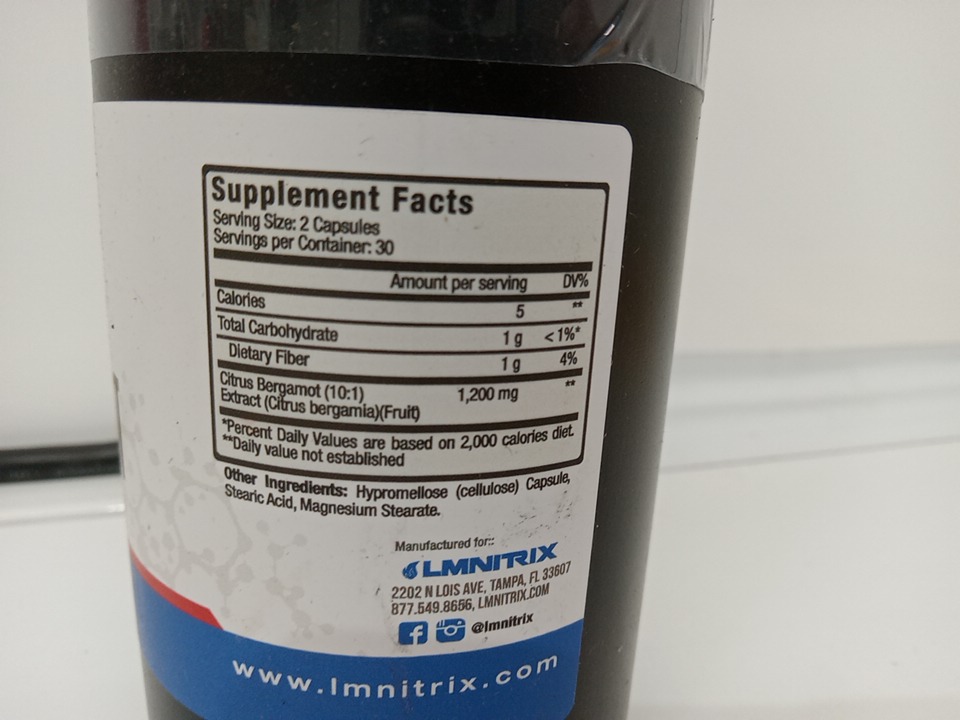 Supplement Facts
Serving Size: 2 Capsules
Servings per Container: 30
Amount per serving DV%
Calories 5 **
Total Carbohydrate 1 g <1%*
Dietary Fiber 1 g 4%
Citrus Bergamot (10:1) 1,200 mg **
Extract (Citrus bergamia)(Fruit)
*Percent Daily Values are based on 2,000 calories diet.
**Daily value not established
Other Ingredients: Hypromellose (cellulose) Capsule,
Stearic Acid, Magnesium Stearate.
Manufactured for::
LMNITRIX
2202 N LOIS AVE, TAMPA, FL 33607
877.549.8656, LMNITRIX.COM
f @lmnitrix
www.lmnitrix.com